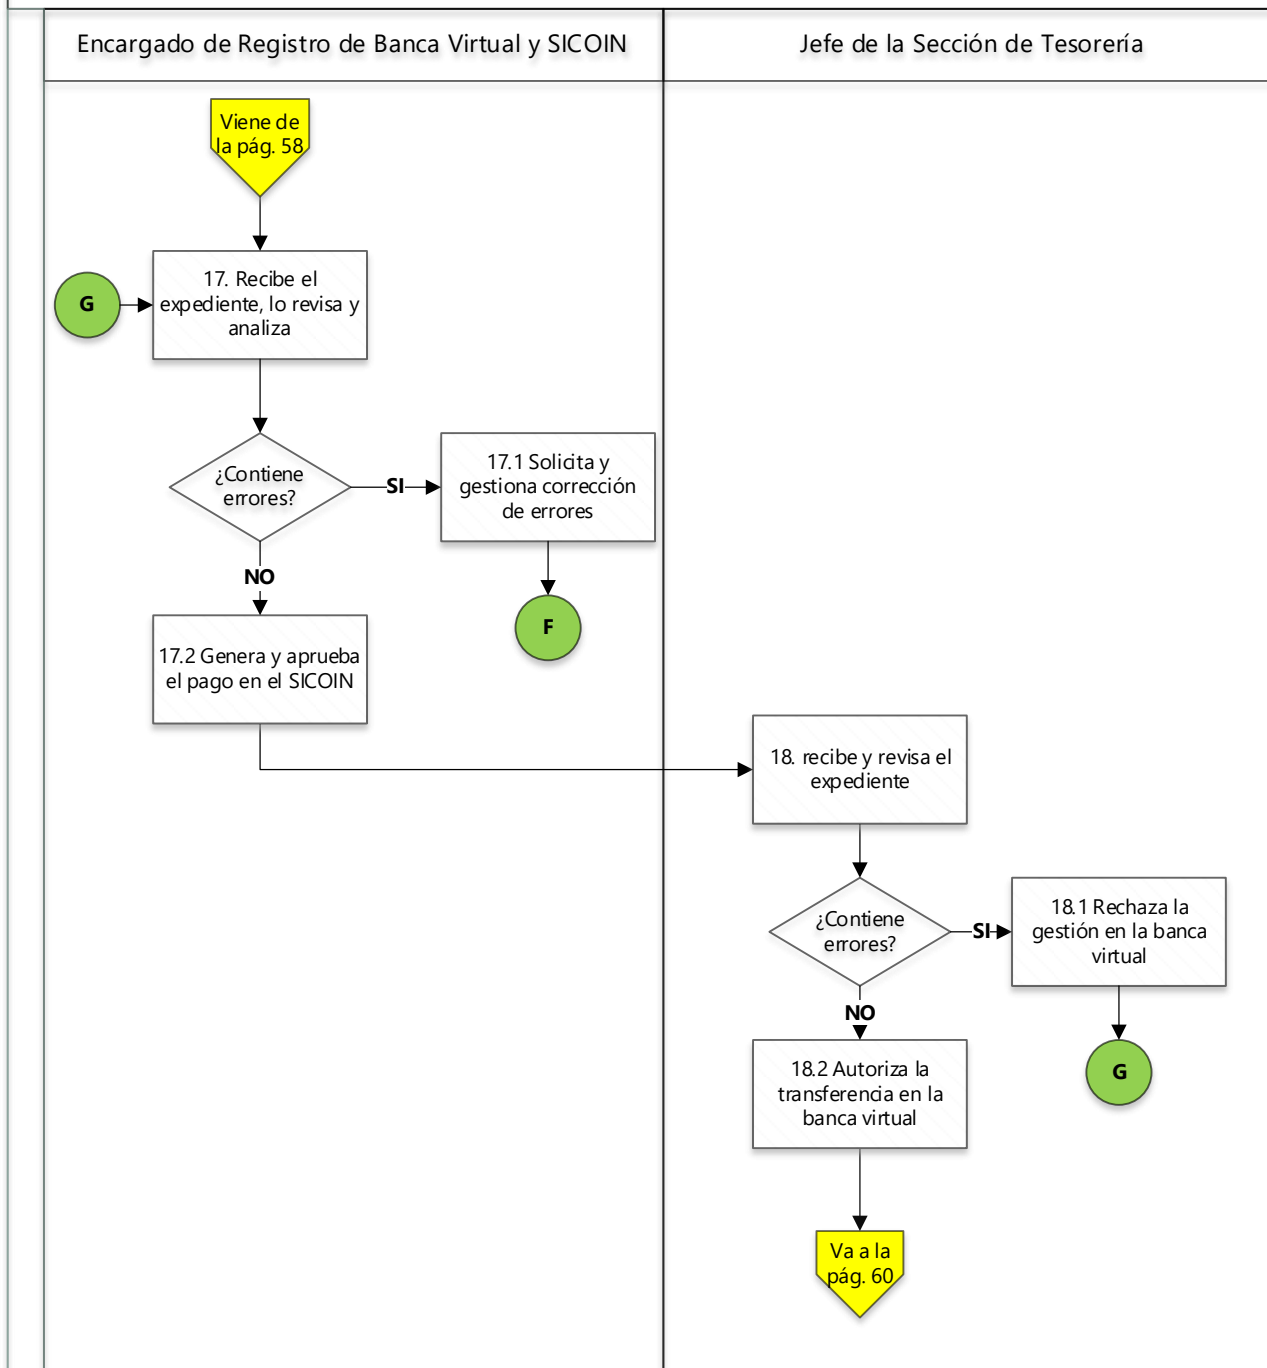 Encargado de Registro de Banca Virtual y SICOIN
Jefe de la Sección de Tesorería
Viene de
la pág. 58
G
17. Recibe el
expediente, lo revisa y
analiza
¿Contiene
errores?
SI
17.1 Solicita y
gestiona corrección
de errores
NO
F
17.2 Genera y aprueba
el pago en el SICOIN
18. recibe y revisa el
expediente
¿Contiene
errores?
SI
18.1 Rechaza la
gestión en la banca
virtual
NO
G
18.2 Autoriza la
transferencia en la
banca virtual
Va a la
pág. 60